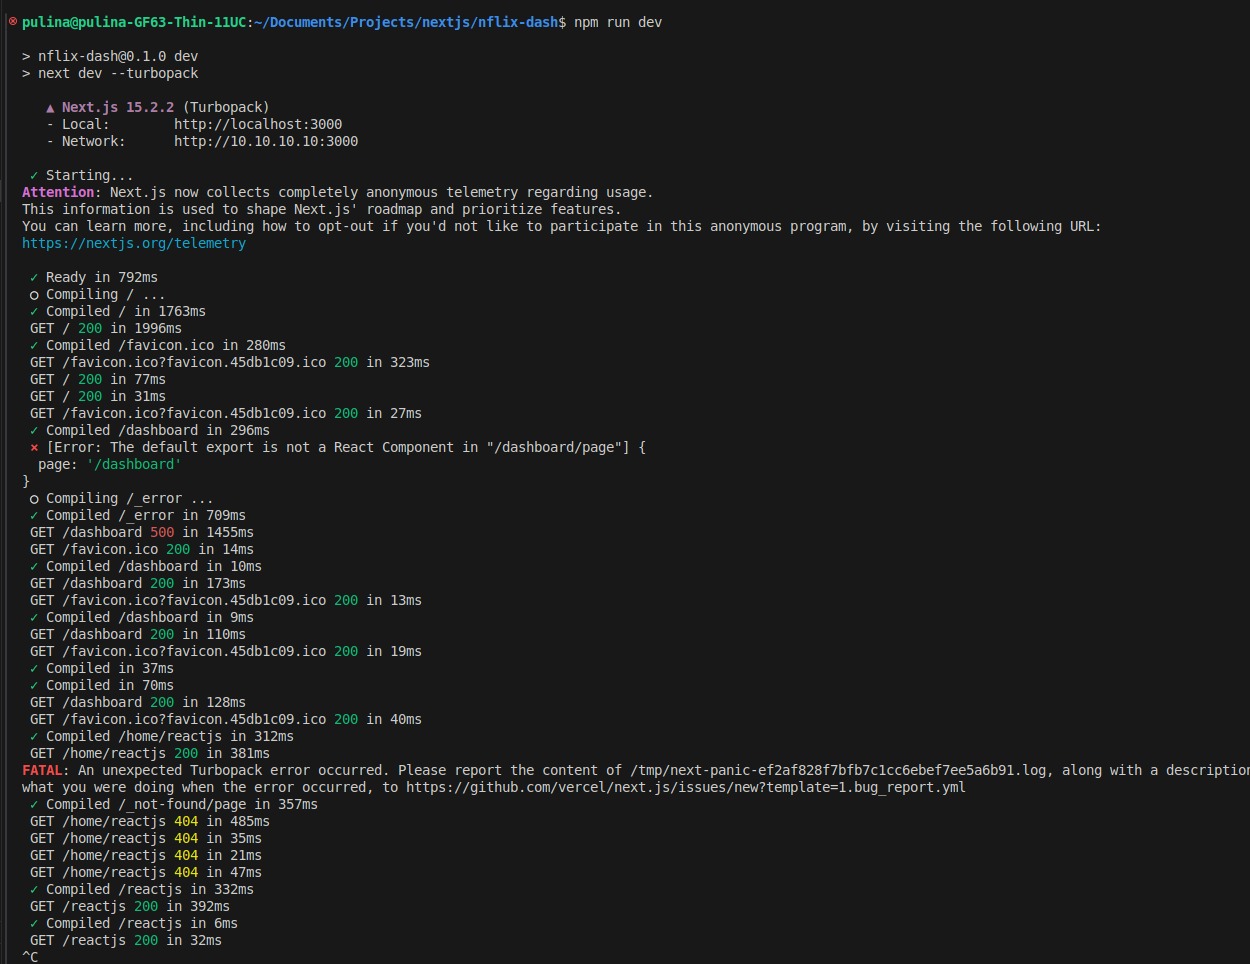 pulina@pulina-GF63-Thin-11UC:~/Documents/Projects/nextjs/nflix-dash$ npm run dev
> nflix-dash@0.1.0 dev
> next dev --turbopack
▲ Next.js 15.2.2 (Turbopack)
- Local:        http://localhost:3000
- Network:      http://10.10.10.10:3000
✓ Starting...
Attention: Next.js now collects completely anonymous telemetry regarding usage.
This information is used to shape Next.js' roadmap and prioritize features.
You can learn more, including how to opt-out if you'd not like to participate in this anonymous program, by visiting the following URL:
https://nextjs.org/telemetry
✓ Ready in 792ms
○ Compiling / ...
✓ Compiled / in 1763ms
GET / 200 in 1996ms
✓ Compiled /favicon.ico in 280ms
GET /favicon.ico?favicon.45db1c09.ico 200 in 323ms
GET / 200 in 77ms
GET / 200 in 31ms
GET /favicon.ico?favicon.45db1c09.ico 200 in 27ms
✓ Compiled /dashboard in 296ms
⨯ [Error: The default export is not a React Component in "/dashboard/page"] {
page: '/dashboard'
}
○ Compiling /_error ...
✓ Compiled /_error in 709ms
GET /dashboard 500 in 1455ms
GET /favicon.ico 200 in 14ms
✓ Compiled /dashboard in 10ms
GET /dashboard 200 in 173ms
GET /favicon.ico?favicon.45db1c09.ico 200 in 13ms
✓ Compiled /dashboard in 9ms
GET /dashboard 200 in 110ms
GET /favicon.ico?favicon.45db1c09.ico 200 in 19ms
✓ Compiled in 37ms
✓ Compiled in 70ms
GET /dashboard 200 in 128ms
GET /favicon.ico?favicon.45db1c09.ico 200 in 40ms
✓ Compiled /home/reactjs in 312ms
GET /home/reactjs 200 in 381ms
FATAL: An unexpected Turbopack error occurred. Please report the content of /tmp/next-panic-ef2af828f7bfb7c1cc6ebef7ee5a6b91.log, along with a description
what you were doing when the error occurred, to https://github.com/vercel/next.js/issues/new?template=1.bug_report.yml
✓ Compiled /_not-found/page in 357ms
GET /home/reactjs 404 in 485ms
GET /home/reactjs 404 in 35ms
GET /home/reactjs 404 in 21ms
GET /home/reactjs 404 in 47ms
✓ Compiled /reactjs in 332ms
GET /reactjs 200 in 392ms
✓ Compiled /reactjs in 6ms
GET /reactjs 200 in 32ms
^C